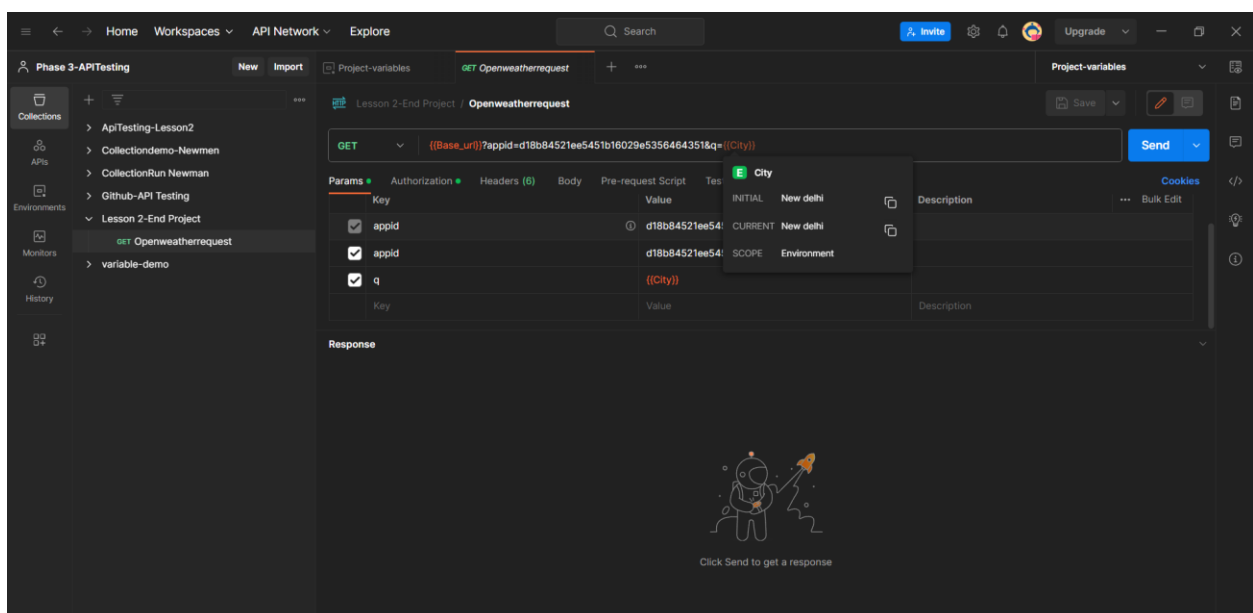 Home Workspaces API Network Explore Search Invite Upgrade
Phase 3-APITesting New Import Project-variables GET Openweatherrequest Project-variables
Collections
APIs
Environments
Monitors
History
ApiTesting-Lesson2
Collectiondemo-Newmen
CollectionRun Newman
Github-API Testing
Lesson 2-End Project
GET Openweatherrequest
variable-demo
HTTP Lesson 2-End Project / Openweatherrequest Save
GET {{Base_url}}?appid=d18b84521ee5451b16029e5356464351&q={{City}} Send
Params Authorization Headers (6) Body Pre-request Script Tes Cookies
Key Value Description Bulk Edit
appid d18b84521ee54
appid d18b84521ee54
q {{City}}
Key Value Description
E City
INITIAL New delhi
CURRENT New delhi
SCOPE Environment
Response
Click Send to get a response